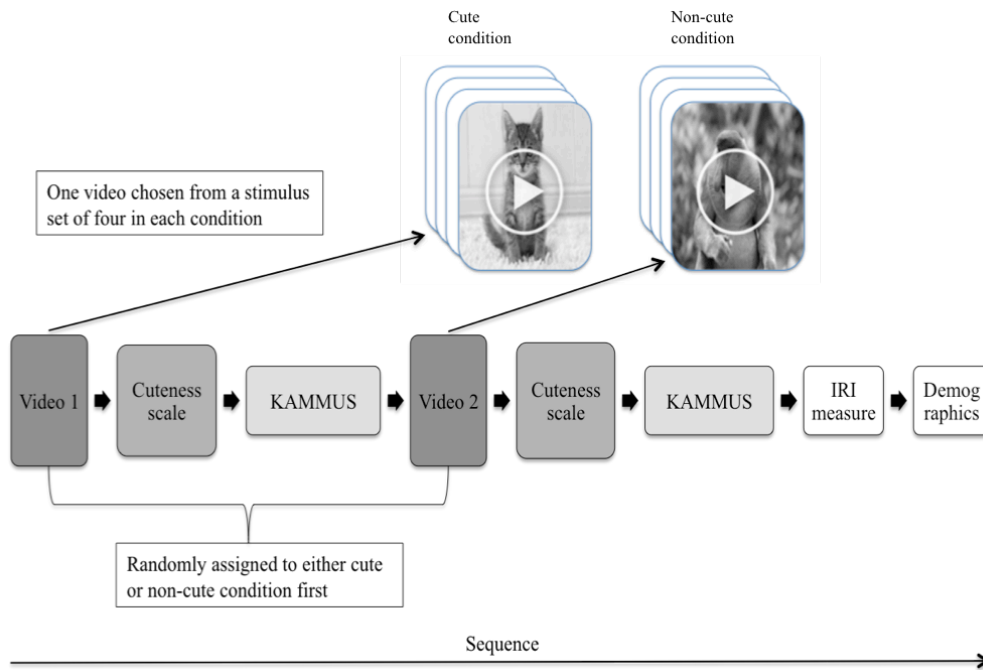 Cute
condition
Non-cute
condition
One video chosen from a stimulus
set of four in each condition
Video 1
Cuteness
scale
KAMMUS
Video 2
Cuteness
scale
KAMMUS
IRI
measure
Demog
raphics
Randomly assigned to either cute
or non-cute condition first
Sequence